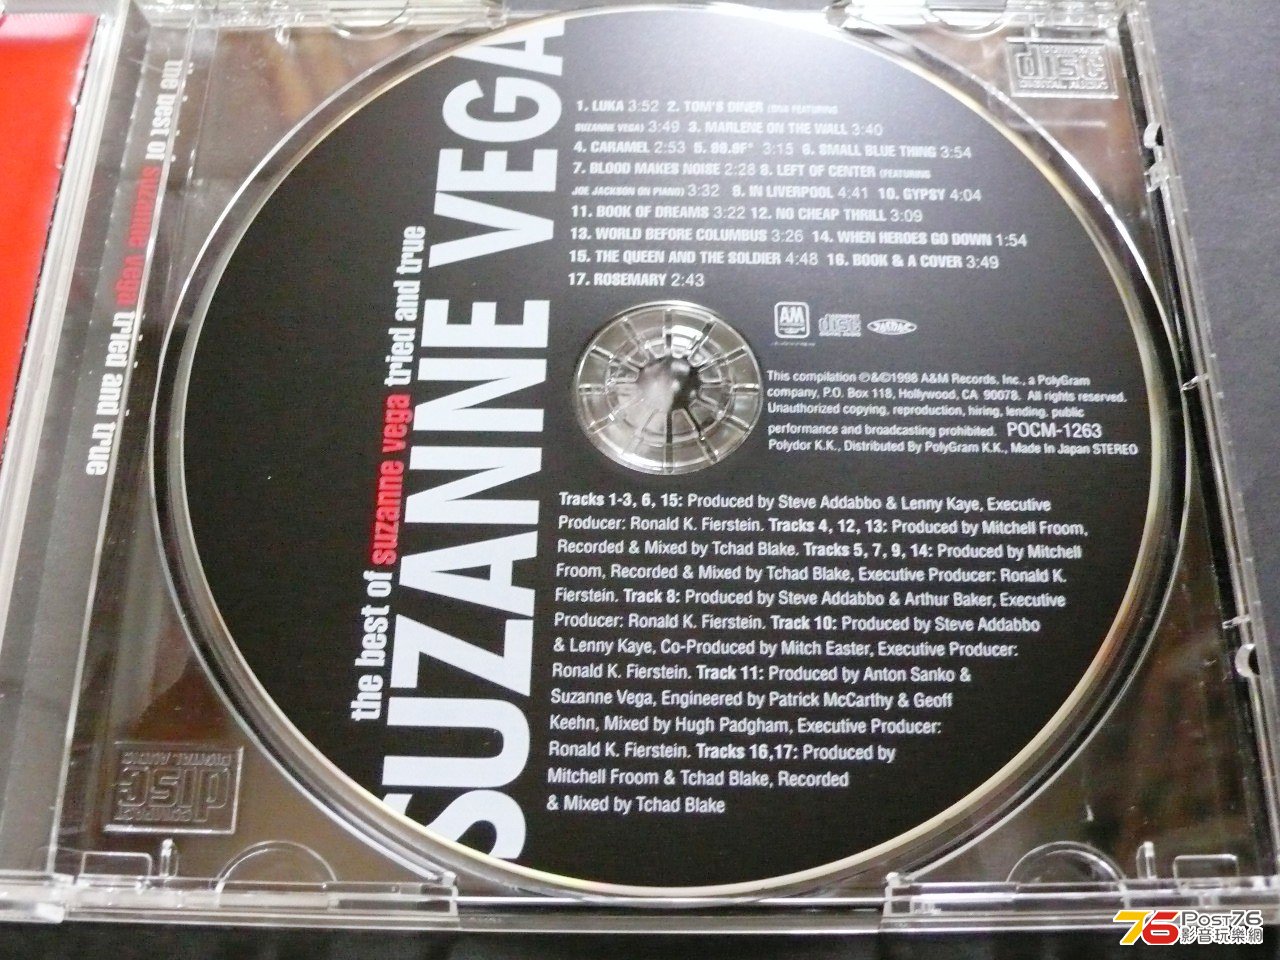 the best of suzanne vega tried and true
the best of suzanne vega tried and true
SUZANNE VEGA
1. LUKA 3:52 2. TOM'S DINER (DNA FEATURING
SUZANNE VEGA) 3:49 3. MARLENE ON THE WALL 3:40
4. CARAMEL 2:53 5. 99.9F° 3:15 6. SMALL BLUE THING 3:54
7. BLOOD MAKES NOISE 2:28 8. LEFT OF CENTER (FEATURING
JOE JACKSON ON PIANO) 3:32 9. IN LIVERPOOL 4:41 10. GYPSY 4:04
11. BOOK OF DREAMS 3:22 12. NO CHEAP THRILL 3:09
13. WORLD BEFORE COLUMBUS 3:26 14. WHEN HEROES GO DOWN 1:54
15. THE QUEEN AND THE SOLDIER 4:48 16. BOOK & A COVER 3:49
17. ROSEMARY 2:43
COMPACT
disc
DIGITAL AUDIO
AM
COMPACT
disc
DIGITAL AUDIO
JASRAC
This compilation ℗&©1998 A&M Records, Inc., a PolyGram
company, P.O. Box 118, Hollywood, CA 90078. All rights reserved.
Unauthorized copying, reproduction, hiring, lending, public
performance and broadcasting prohibited. POCM-1263
Polydor K.K., Distributed By PolyGram K.K., Made In Japan STEREO
Tracks 1-3, 6, 15: Produced by Steve Addabbo & Lenny Kaye, Executive
Producer: Ronald K. Fierstein. Tracks 4, 12, 13: Produced by Mitchell Froom,
Recorded & Mixed by Tchad Blake. Tracks 5, 7, 9, 14: Produced by Mitchell
Froom, Recorded & Mixed by Tchad Blake, Executive Producer: Ronald K.
Fierstein. Track 8: Produced by Steve Addabbo & Arthur Baker, Executive
Producer: Ronald K. Fierstein. Track 10: Produced by Steve Addabbo
& Lenny Kaye, Co-Produced by Mitch Easter, Executive Producer:
Ronald K. Fierstein. Track 11: Produced by Anton Sanko &
Suzanne Vega, Engineered by Patrick McCarthy & Geoff
Keehn, Mixed by Hugh Padgham, Executive Producer:
Ronald K. Fierstein. Tracks 16,17: Produced by
Mitchell Froom & Tchad Blake, Recorded
& Mixed by Tchad Blake
COMPACT
disc
DIGITAL AUDIO
76 POST76
影音玩樂網